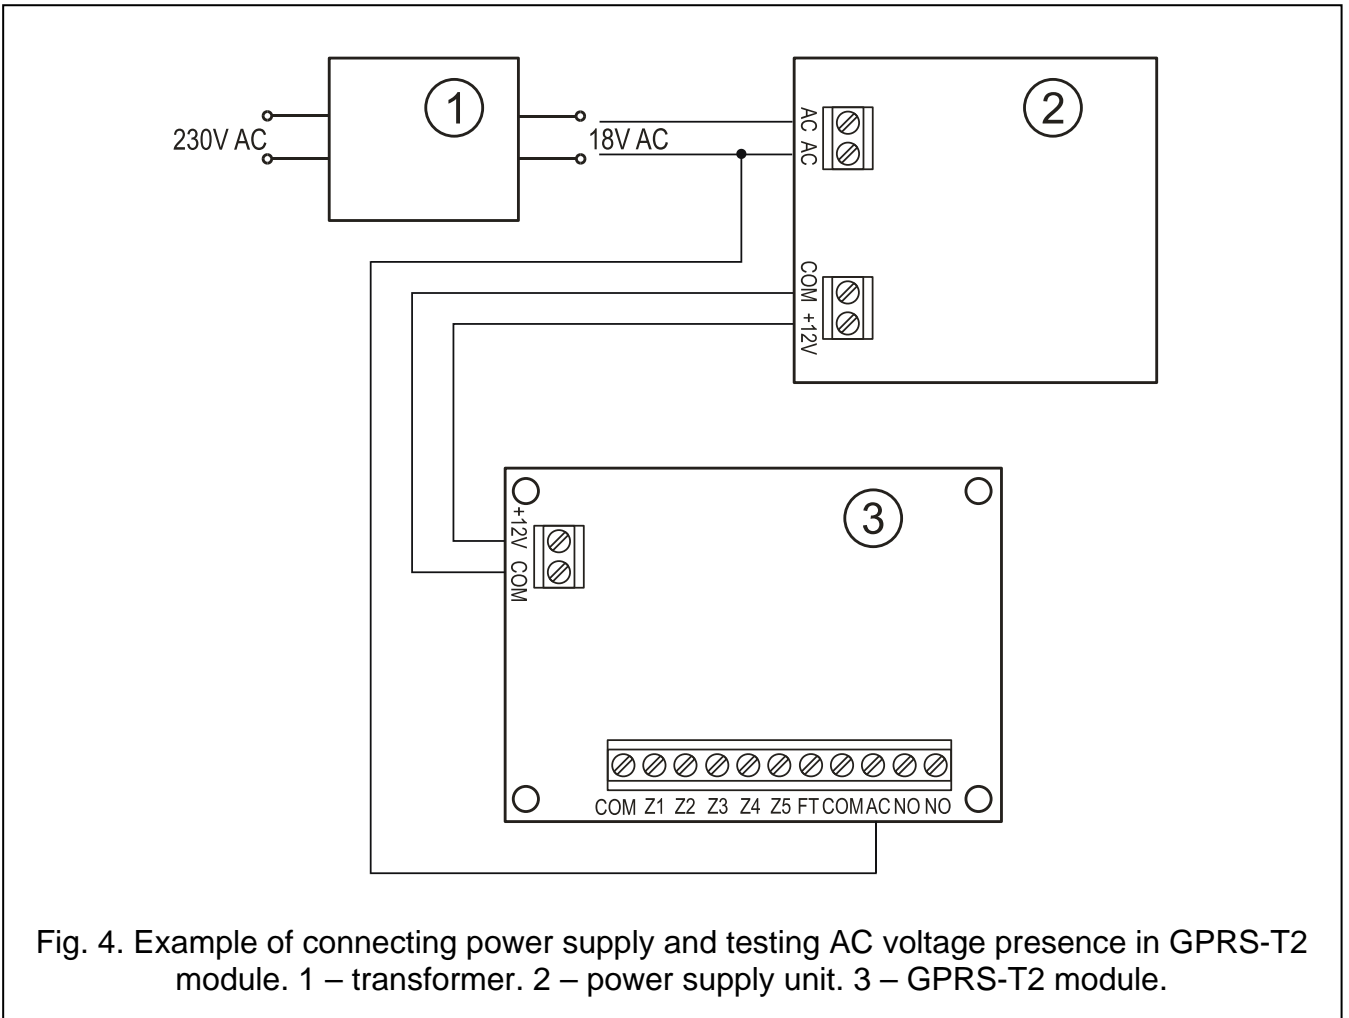 1
2
230V AC
18V AC
AC AC
COM +12V
3
+12V COM
COM Z1 Z2 Z3 Z4 Z5 FT COM AC NO NO
Fig. 4. Example of connecting power supply and testing AC voltage presence in GPRS-T2
module. 1 – transformer. 2 – power supply unit. 3 – GPRS-T2 module.